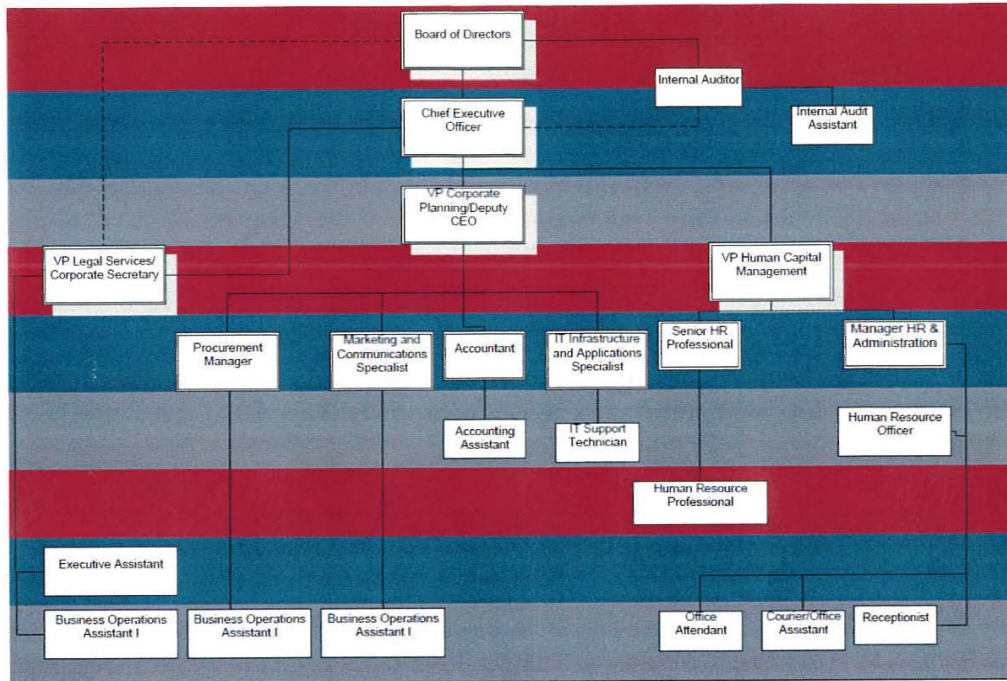 Board of Directors
Internal Auditor
Internal Audit
Assistant
Chief Executive
Officer
VP Corporate
Planning/Deputy
CEO
VP Legal Services/
Corporate Secretary
VP Human Capital
Management
Procurement
Manager
Marketing and
Communications
Specialist
Accountant
IT Infrastructure
and Applications
Specialist
Senior HR
Professional
Manager HR &
Administration
Accounting
Assistant
IT Support
Technician
Human Resource
Officer
Human Resource
Professional
Executive Assistant
Business Operations
Assistant I
Business Operations
Assistant I
Business Operations
Assistant I
Office
Attendant
Courier/Office
Assistant
Receptionist